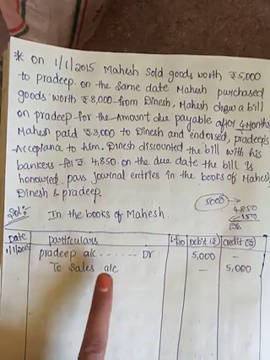 * On 1/1/2015 Mahesh Sold goods worth ₹5,000
to pradeep on the same date Mahesh purchased
goods worth ₹8,000 from Dinesh. Mahesh drew a bill
on pradeep for the Amount due payable after 4 Months
Mahesh paid ₹3,000 to Dinesh and endorsed, pradeep's
Acceptance to him. Dinesh discounted the bill with his
bankers for ₹ 4,850 on the due date the bill is
honoured. pass journal entries in the books of Mahesh
Dinesh & pradeep.
5000
4,850
In the books of Mahesh
Date particulars Lfno Debit(₹) Credit(₹)
1/1/2015 pradeep a/c ...... Dr 5,000 —
To Sales a/c — 5,000